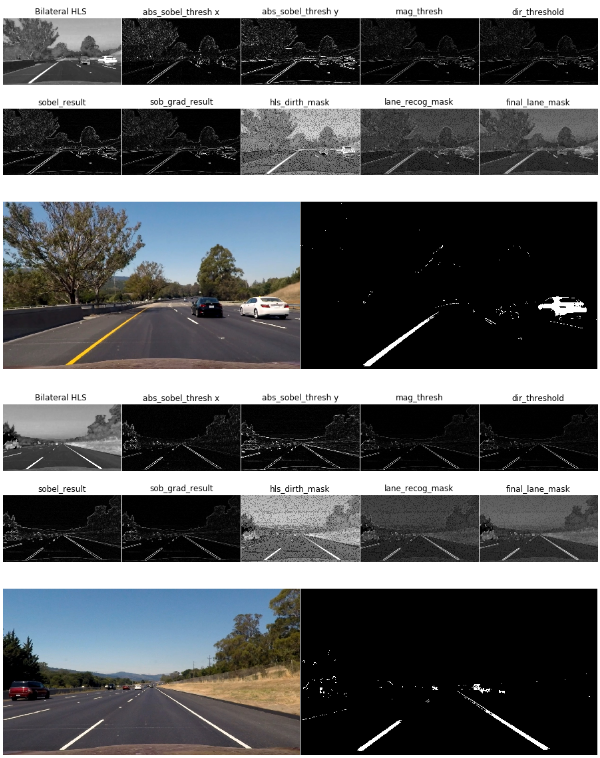 Bilateral HLS abs_sobel_thresh x abs_sobel_thresh y mag_thresh dir_threshold
sobel_result sob_grad_result hls_dirth_mask lane_recog_mask final_lane_mask
Bilateral HLS abs_sobel_thresh x abs_sobel_thresh y mag_thresh dir_threshold
sobel_result sob_grad_result hls_dirth_mask lane_recog_mask final_lane_mask